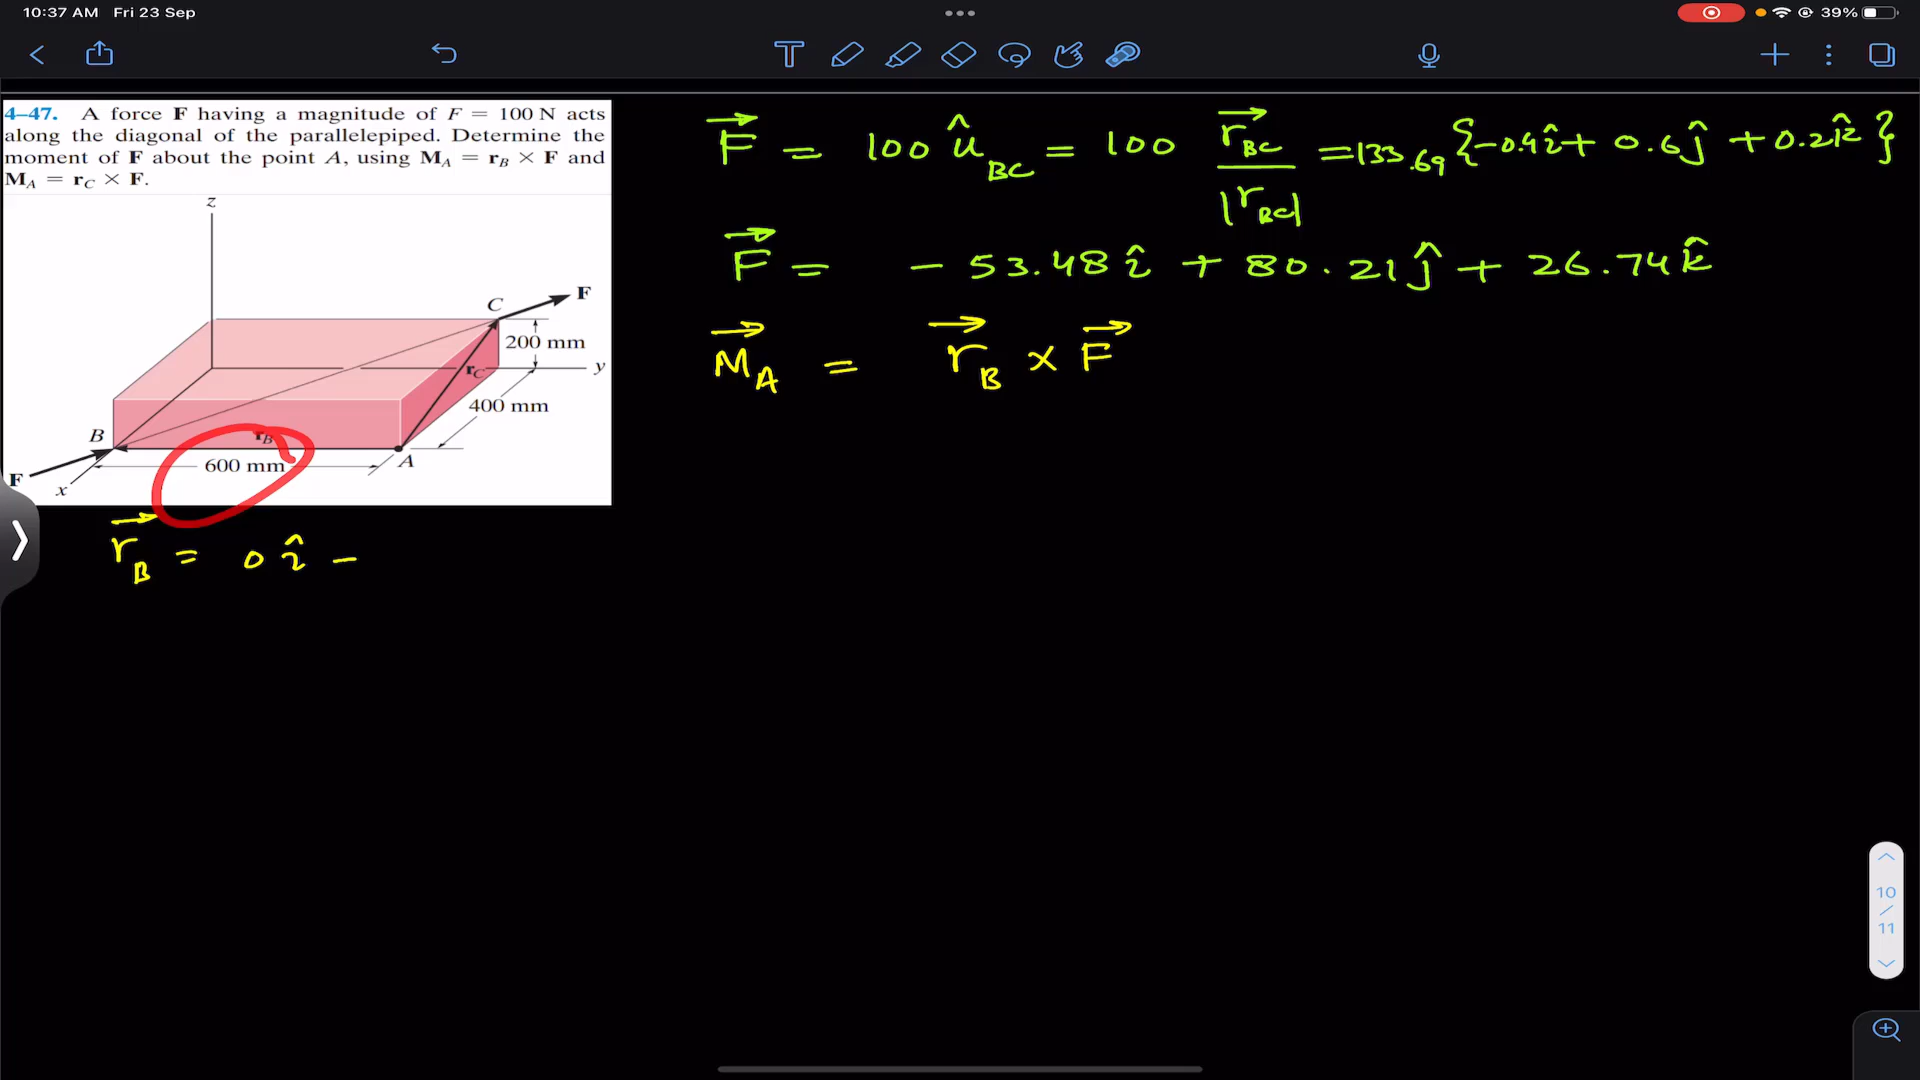 10:37 AM Fri 23 Sep
39%
4–47. A force F having a magnitude of F = 100 N acts
along the diagonal of the parallelepiped. Determine the
moment of F about the point A, using M_A = r_B × F and
M_A = r_C × F.
z
C
F
200 mm
r_C
y
400 mm
B
r_B
600 mm
A
F
x
F⃗ = 100 û_BC = 100 r⃗_BC / |r_BC| = 133.69 {-0.4î + 0.6ĵ + 0.2k̂}
F⃗ = - 53.48 î + 80.21 ĵ + 26.74 k̂
M⃗_A = r⃗_B × F⃗
r⃗_B = 0 î -
10
/
11